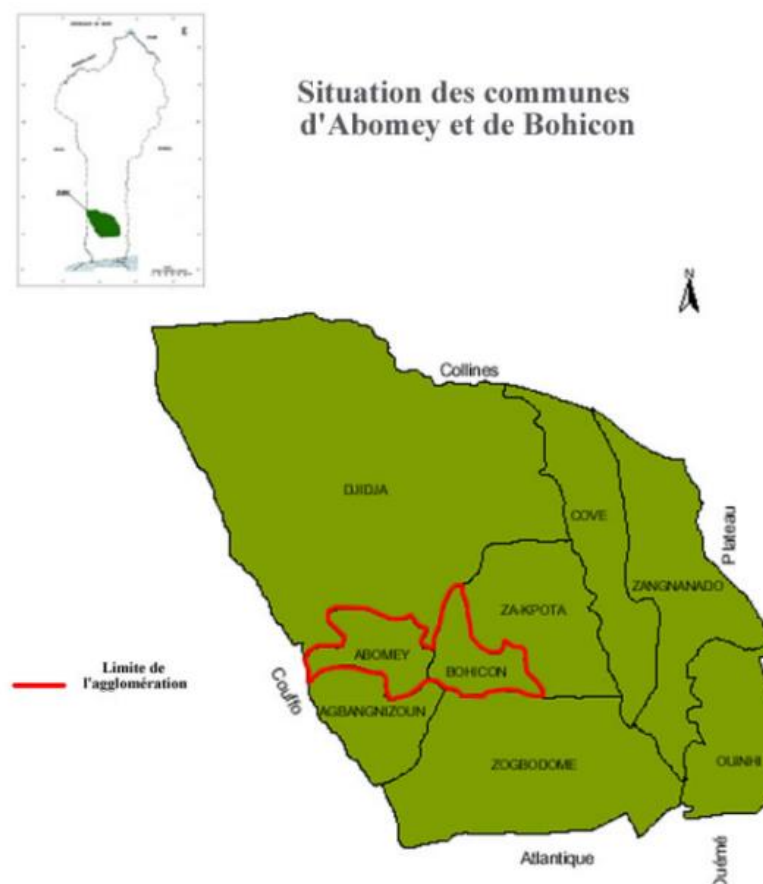 Situation des communes
d'Abomey et de Bohicon
N
Collines
DJIDJA
COVE
Plateau
ZANGNANADO
ZA-KPOTA
ABOMEY
BOHICON
Limite de
l'agglomération
Couffo
AGBANGNIZOUN
ZOGBODOME
OUINHI
Atlantique
Ouémé